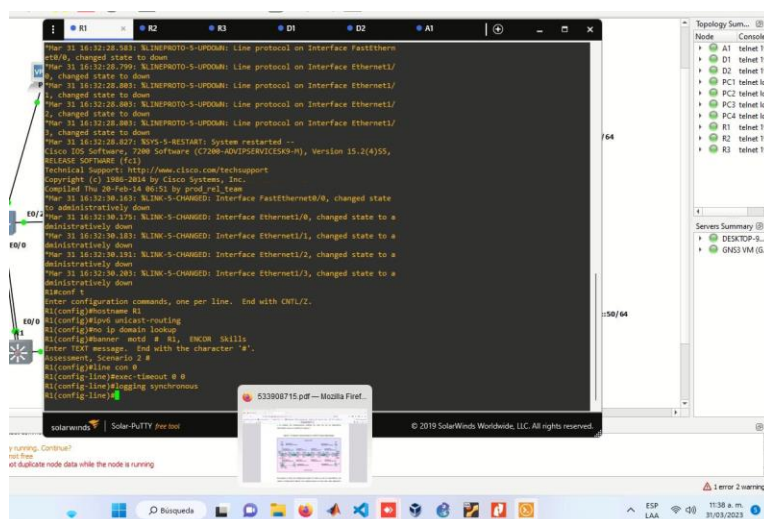 R1
R2
R3
D1
D2
A1
*Mar 31 16:32:28.583: %LINEPROTO-5-UPDOWN: Line protocol on Interface FastEthern
et0/0, changed state to down
*Mar 31 16:32:28.799: %LINEPROTO-5-UPDOWN: Line protocol on Interface Ethernet1/
0, changed state to down
*Mar 31 16:32:28.803: %LINEPROTO-5-UPDOWN: Line protocol on Interface Ethernet1/
1, changed state to down
*Mar 31 16:32:28.803: %LINEPROTO-5-UPDOWN: Line protocol on Interface Ethernet1/
2, changed state to down
*Mar 31 16:32:28.803: %LINEPROTO-5-UPDOWN: Line protocol on Interface Ethernet1/
3, changed state to down
*Mar 31 16:32:28.827: %SYS-5-RESTART: System restarted --
Cisco IOS Software, 7200 Software (C7200-ADVIPSERVICESK9-M), Version 15.2(4)S5,
RELEASE SOFTWARE (fc1)
Technical Support: http://www.cisco.com/techsupport
Copyright (c) 1986-2014 by Cisco Systems, Inc.
Compiled Thu 20-Feb-14 06:51 by prod_rel_team
*Mar 31 16:32:30.163: %LINK-5-CHANGED: Interface FastEthernet0/0, changed state
to administratively down
*Mar 31 16:32:30.175: %LINK-5-CHANGED: Interface Ethernet1/0, changed state to a
dministratively down
*Mar 31 16:32:30.183: %LINK-5-CHANGED: Interface Ethernet1/1, changed state to a
dministratively down
*Mar 31 16:32:30.191: %LINK-5-CHANGED: Interface Ethernet1/2, changed state to a
dministratively down
*Mar 31 16:32:30.203: %LINK-5-CHANGED: Interface Ethernet1/3, changed state to a
dministratively down
R1#conf t
Enter configuration commands, one per line.  End with CNTL/Z.
R1(config)#hostname R1
R1(config)#ipv6 unicast-routing
R1(config)#no ip domain lookup
R1(config)#banner  motd  # R1,  ENCOR  Skills
Enter TEXT message.  End with the character '#'.
Assessment, Scenario 2 #
R1(config)#line con 0
R1(config-line)#exec-timeout 0 0
R1(config-line)#logging synchronous
R1(config-line)#
solarwinds | Solar-PuTTY free tool
© 2019 SolarWinds Worldwide, LLC. All rights reserved.
533908715.pdf — Mozilla Firef...
E0/2
E0/0
E0/0
/64
::50/64
Topology Sum...
Node Console
A1 telnet 1
D1 telnet 1
D2 telnet 1
PC1 telnet lo
PC2 telnet lo
PC3 telnet lo
PC4 telnet lo
R1 telnet 1
R2 telnet 1
R3 telnet 1
Servers Summary
DESKTOP-9...
GNS3 VM (G
y running. Continue?
not free
ot duplicate node data while the node is running
1 error 2 warning
Búsqueda
ESP
LAA
11:38 a. m.
31/03/2023